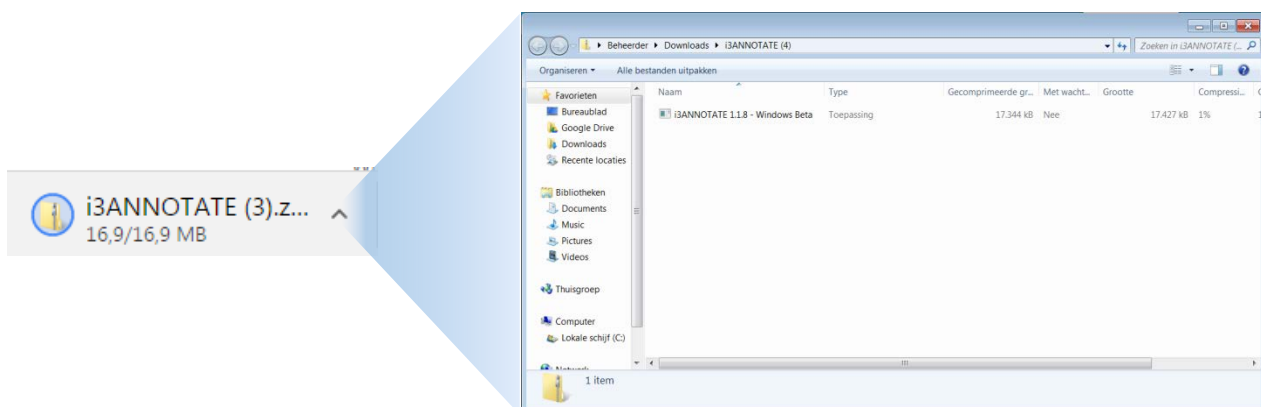 i3ANNOTATE (3).z...
16,9/16,9 MB
Beheerder Downloads i3ANNOTATE (4)
Zoeken in i3ANNOTATE (...
Organiseren Alle bestanden uitpakken
Naam Type Gecomprimeerde gr... Met wacht... Grootte Compressi...
i3ANNOTATE 1.1.8 - Windows Beta Toepassing 17.344 kB Nee 17.427 kB 1%
Favorieten
Bureaublad
Google Drive
Downloads
Recente locaties
Bibliotheken
Documents
Music
Pictures
Videos
Thuisgroep
Computer
Lokale schijf (C:)
1 item